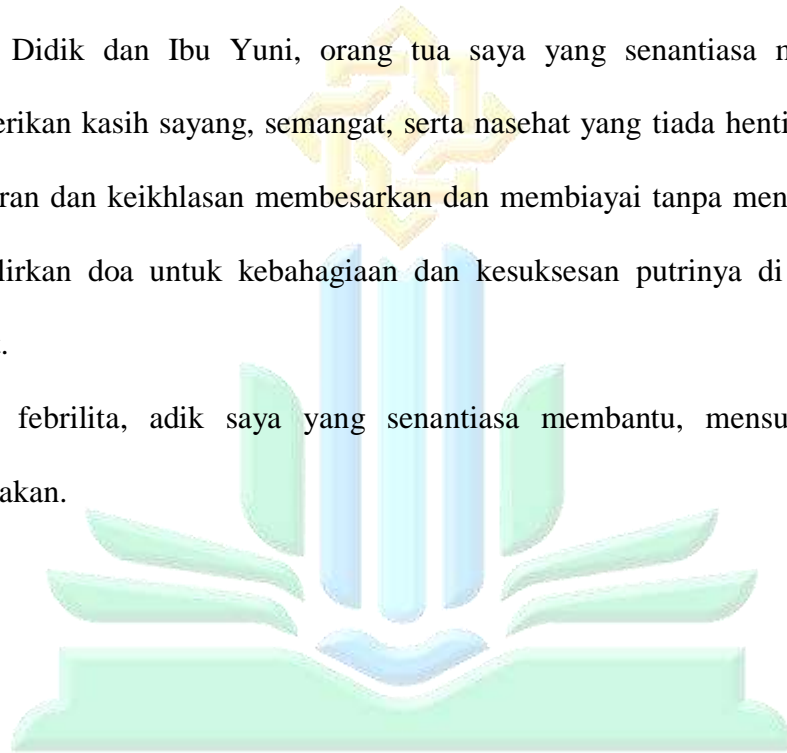 Didik dan Ibu Yuni, orang tua saya yang senantiasa m
erikan kasih sayang, semangat, serta nasehat yang tiada henti
ran dan keikhlasan membesarkan dan membiayai tanpa men
lirkan doa untuk kebahagiaan dan kesuksesan putrinya di
.
febrilita, adik saya yang senantiasa membantu, mensu
akan.